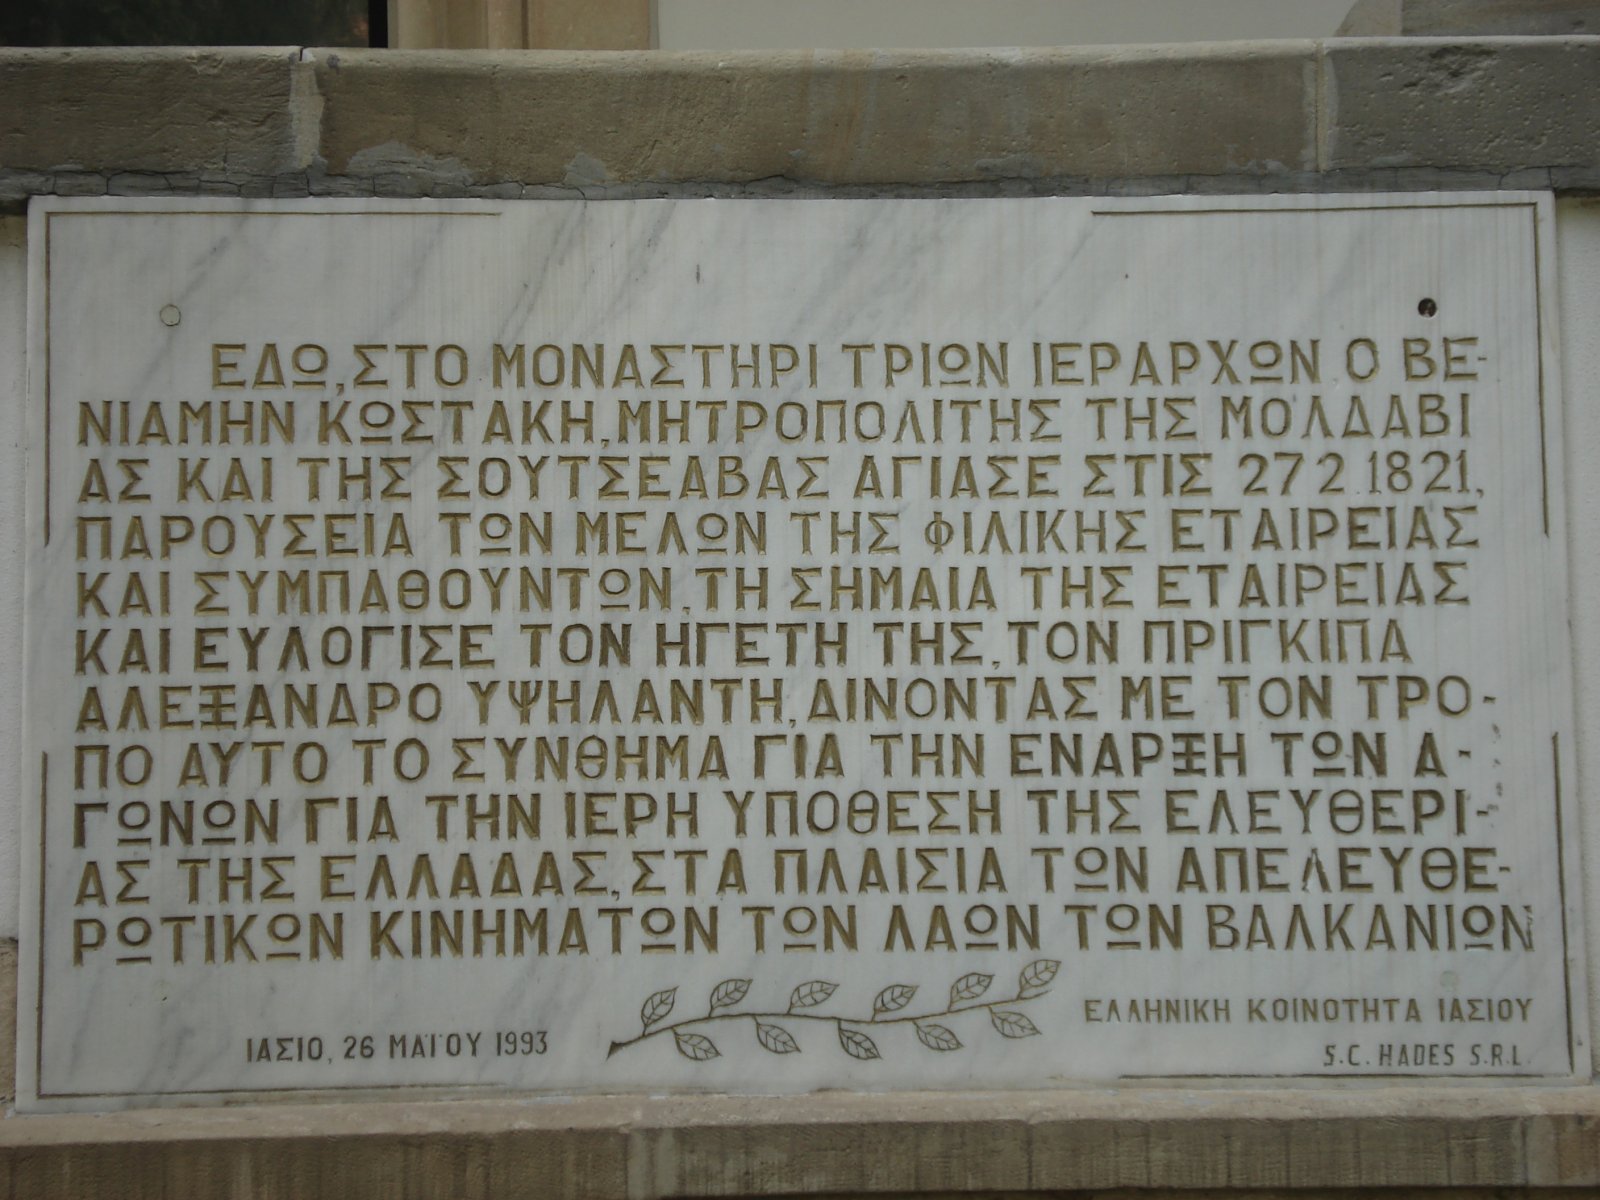 ΕΔΩ, ΣΤΟ ΜΟΝΑΣΤΗΡΙ ΤΡΙΩΝ ΙΕΡΑΡΧΩΝ Ο ΒΕ-
ΝΙΑΜΗΝ ΚΩΣΤΑΚΗ, ΜΗΤΡΟΠΟΛΙΤΗΣ ΤΗΣ ΜΟΛΔΑΒΙ
ΑΣ ΚΑΙ ΤΗΣ ΣΟΥΤΣΕΑΒΑΣ ΑΓΙΑΣΕ ΣΤΙΣ 27 2.1821,
ΠΑΡΟΥΣΕΙΑ ΤΩΝ ΜΕΛΩΝ ΤΗΣ ΦΙΛΙΚΗΣ ΕΤΑΙΡΕΙΑΣ
ΚΑΙ ΣΥΜΠΑΘΟΥΝΤΩΝ, ΤΗ ΣΗΜΑΙΑ ΤΗΣ ΕΤΑΙΡΕΙΑΣ
ΚΑΙ ΕΥΛΟΓΙΣΕ ΤΟΝ ΗΓΕΤΗ ΤΗΣ, ΤΟΝ ΠΡΙΓΚΙΠΑ
ΑΛΕΞΑΝΔΡΟ ΥΨΗΛΑΝΤΗ, ΔΙΝΟΝΤΑΣ ΜΕ ΤΟΝ ΤΡΟ-
ΠΟ ΑΥΤΟ ΤΟ ΣΥΝΘΗΜΑ ΓΙΑ ΤΗΝ ΕΝΑΡΞΗ ΤΩΝ Α-
ΓΩΝΩΝ ΓΙΑ ΤΗΝ ΙΕΡΗ ΥΠΟΘΕΣΗ ΤΗΣ ΕΛΕΥΘΕΡΙ-
ΑΣ ΤΗΣ ΕΛΛΑΔΑΣ, ΣΤΑ ΠΛΑΙΣΙΑ ΤΩΝ ΑΠΕΛΕΥΘΕ-
ΡΩΤΙΚΩΝ ΚΙΝΗΜΑΤΩΝ ΤΩΝ ΛΑΩΝ ΤΩΝ ΒΑΛΚΑΝΙΩΝ
ΙΑΣΙΟ, 26 ΜΑΪΟΥ 1993
ΕΛΛΗΝΙΚΗ ΚΟΙΝΟΤΗΤΑ ΙΑΣΙΟΥ
S.C. HADES S.R.L.